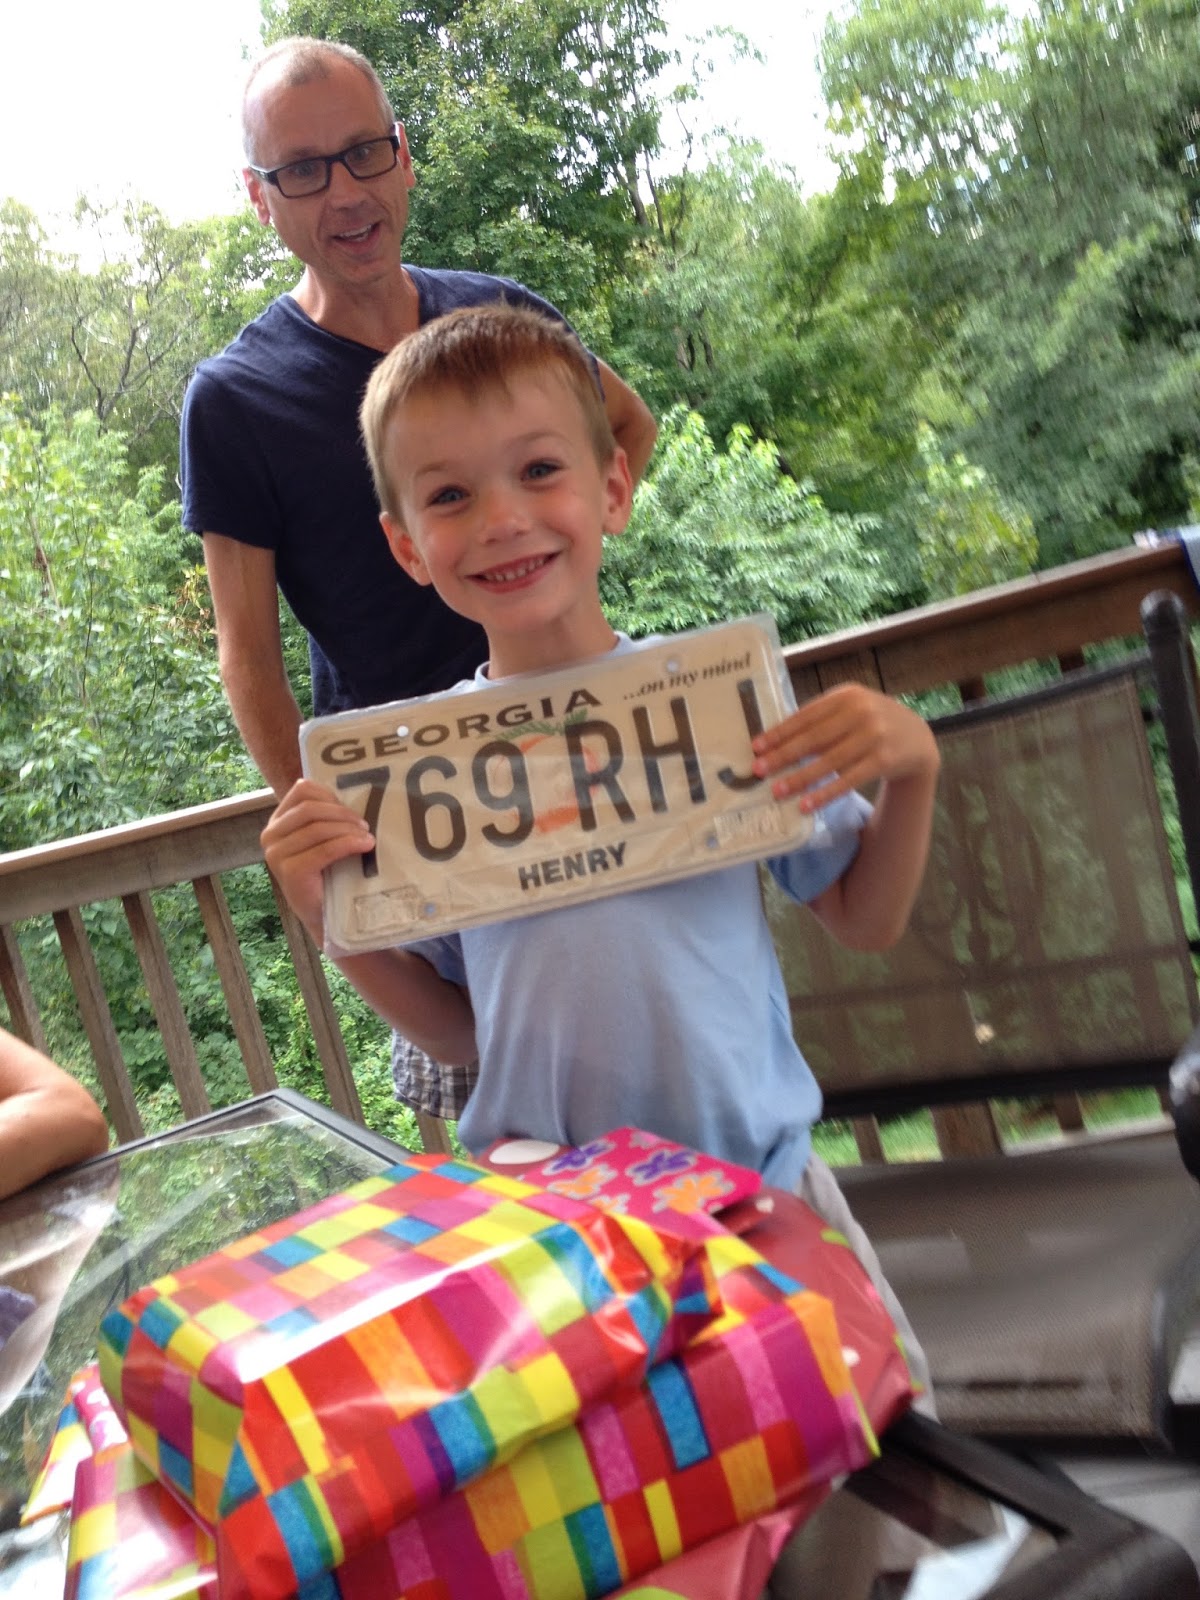 GEORGIA ...on my mind
769 RHJ
HENRY